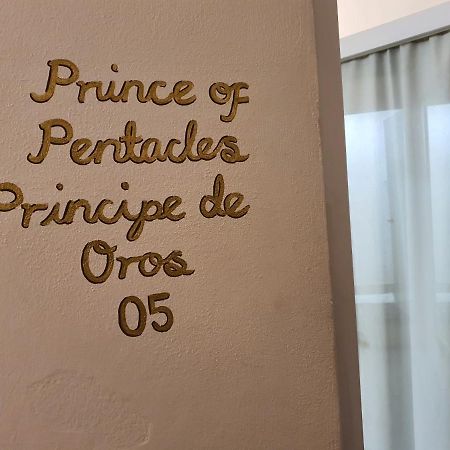 Prince of
Pentacles
Principe de
Oros
05